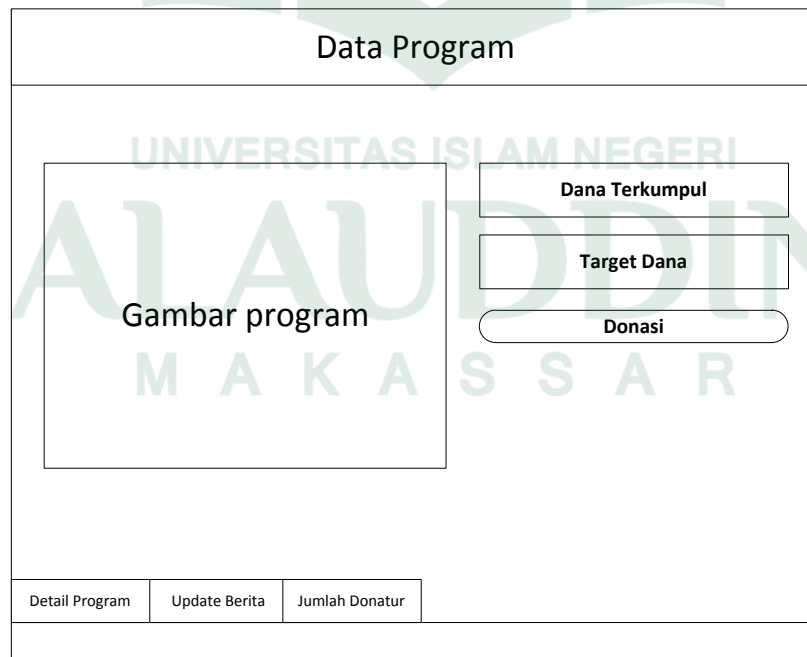 Data Program
UNIVERSITAS ISLAM NEGERI
ALAUDDIN
MAKASSAR
Gambar program
Dana Terkumpul
Target Dana
Donasi
Detail Program
Update Berita
Jumlah Donatur